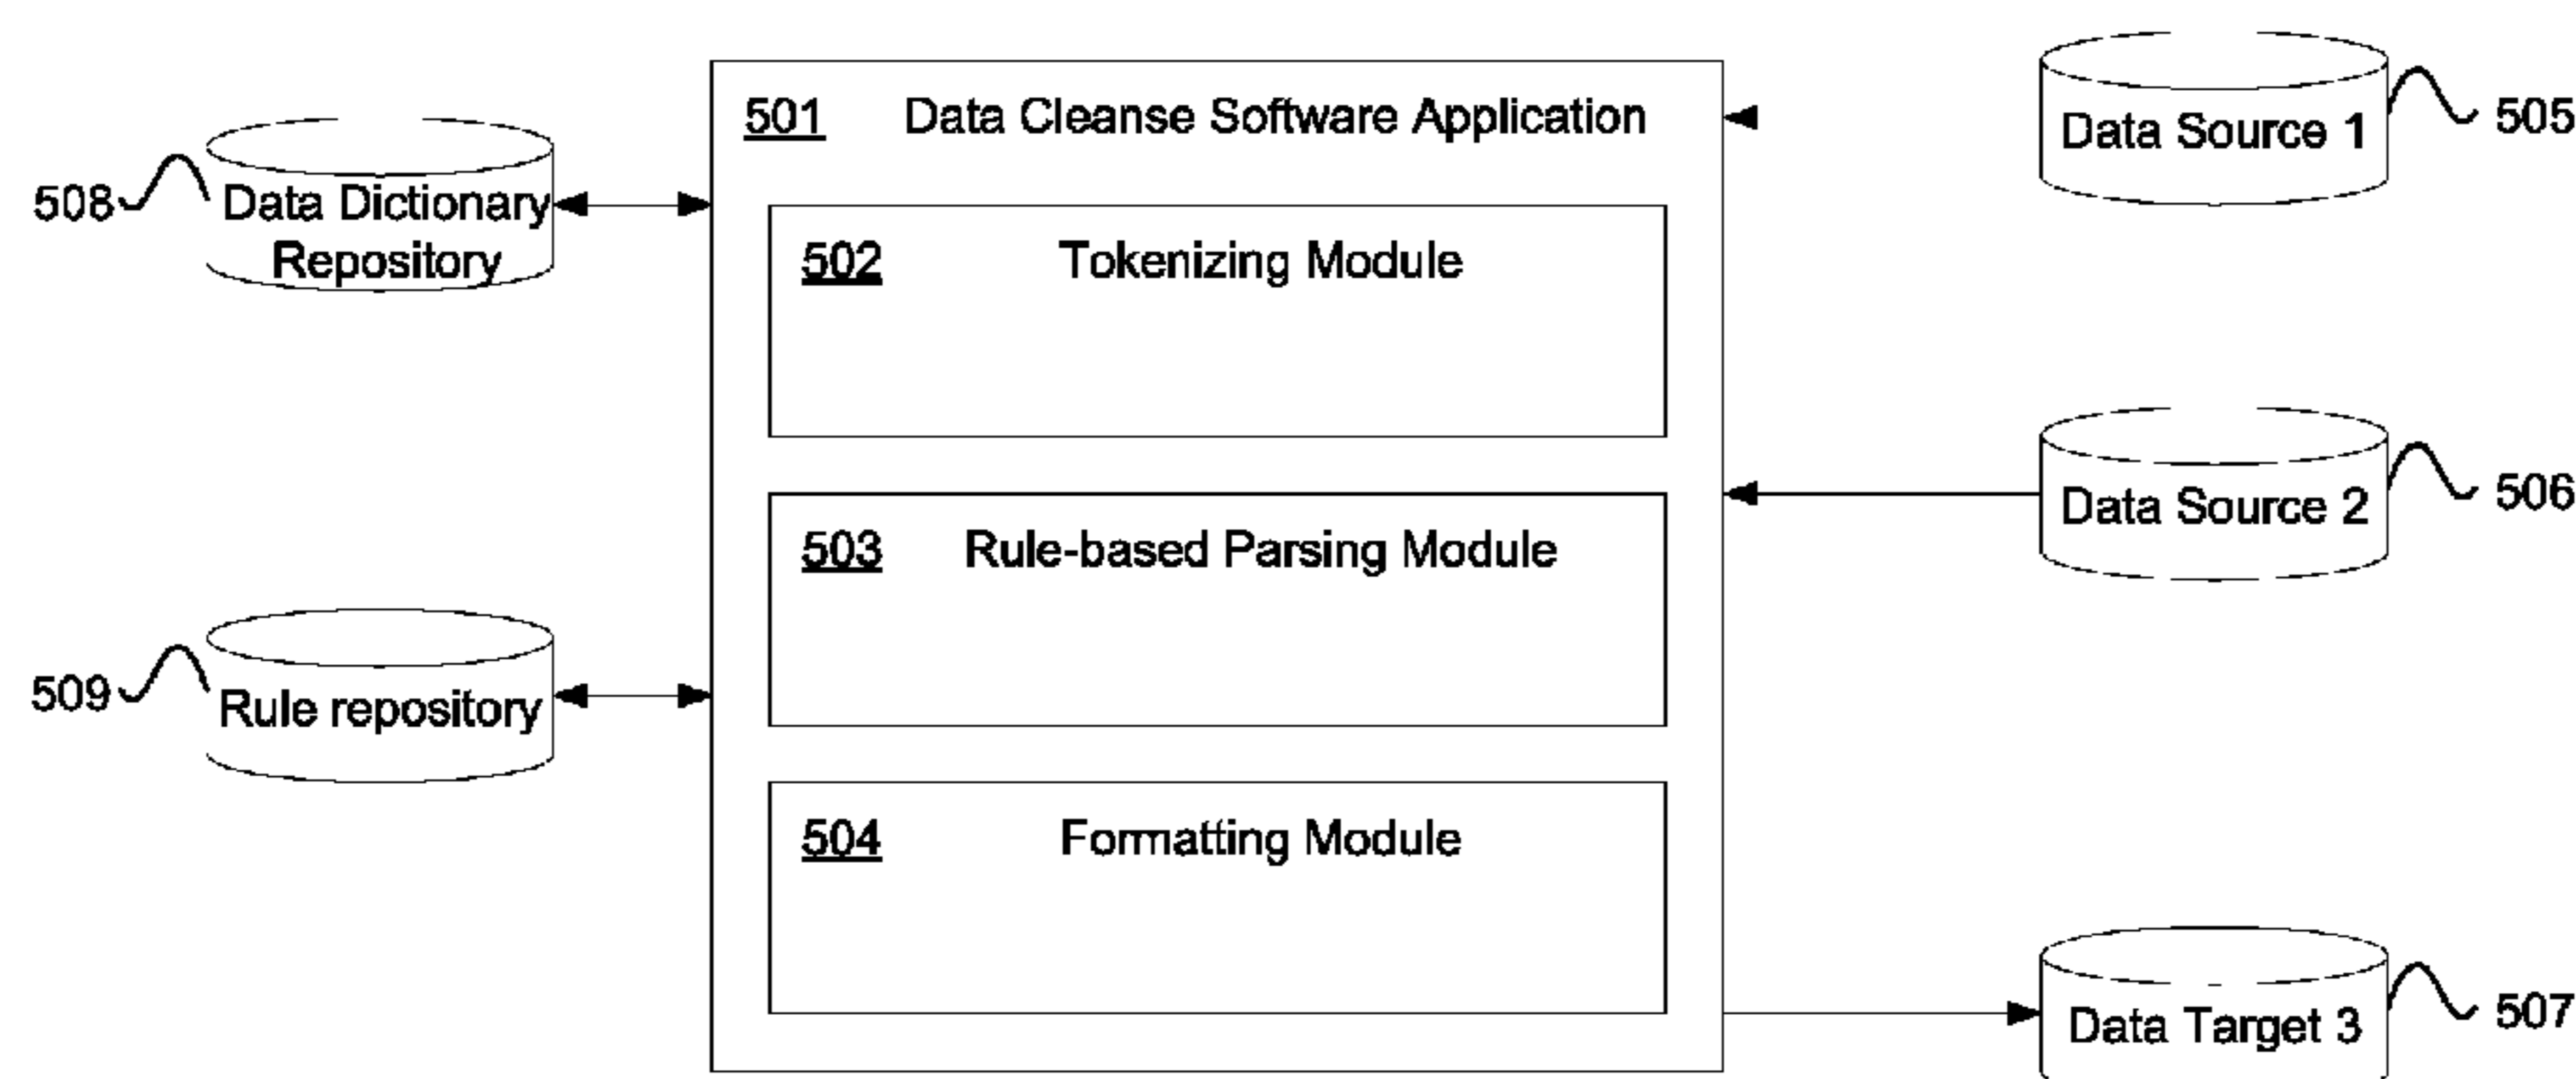 501 Data Cleanse Software Application
502 Tokenizing Module
503 Rule-based Parsing Module
504 Formatting Module
508
Data Dictionary
Repository
509
Rule repository
Data Source 1
505
Data Source 2
506
Data Target 3
507